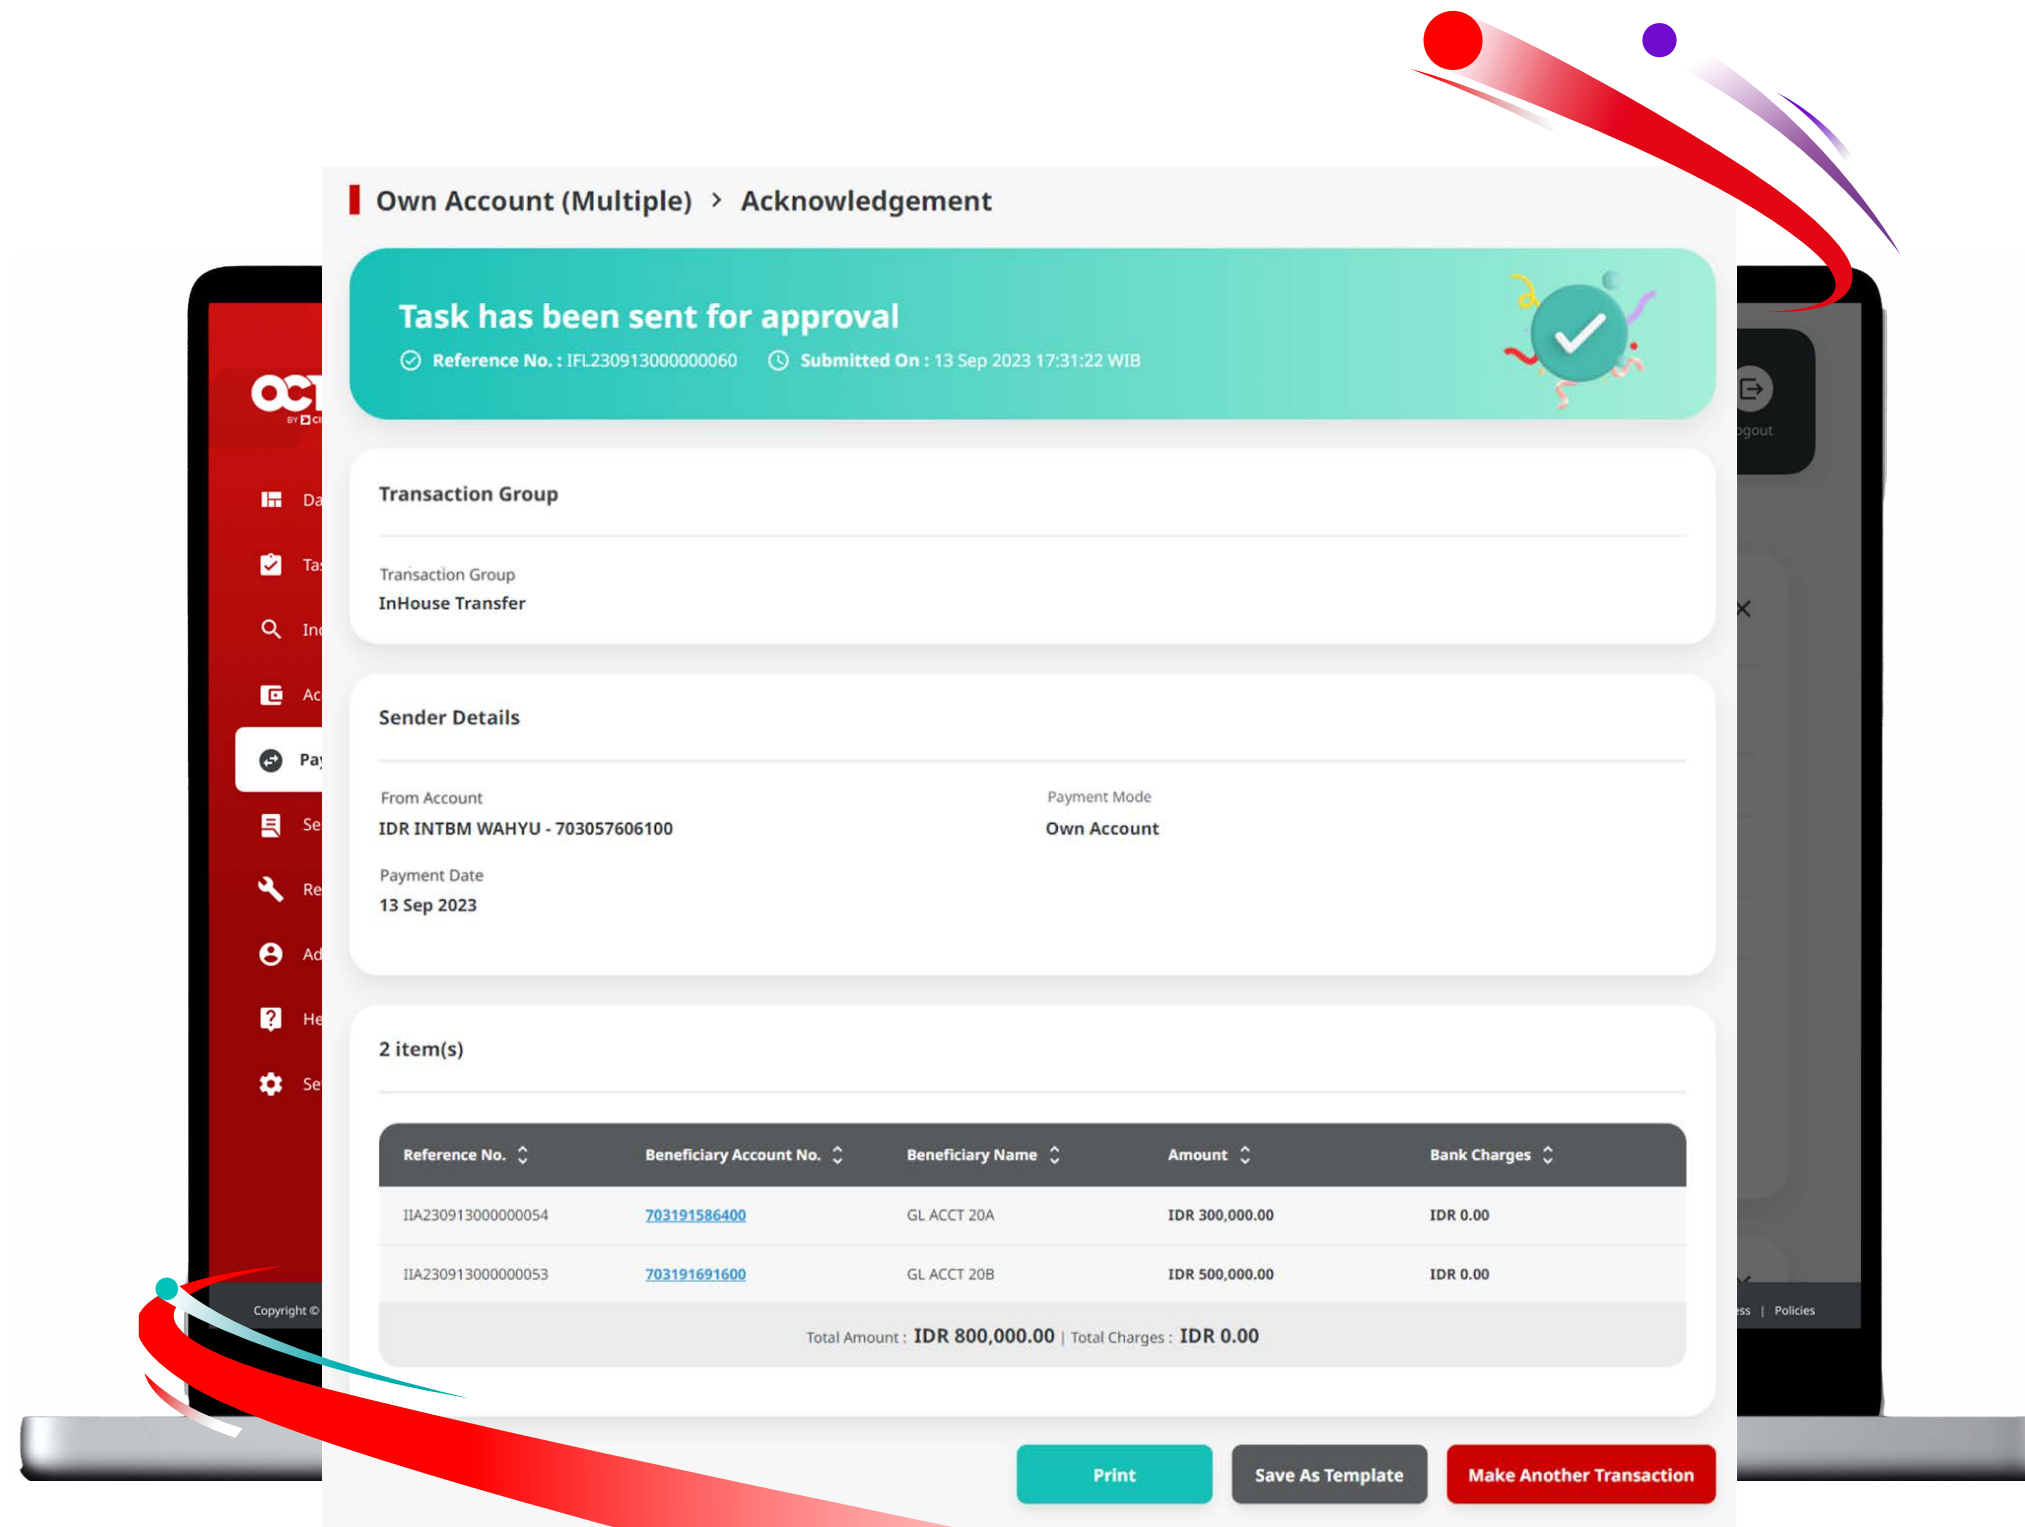 Own Account (Multiple) > Acknowledgement
Task has been sent for approval
Reference No. : IFL230913000000060 Submitted On : 13 Sep 2023 17:31:22 WIB
Transaction Group
Transaction Group
InHouse Transfer
Sender Details
From Account Payment Mode
IDR INTBM WAHYU - 703057606100 Own Account
Payment Date
13 Sep 2023
2 item(s)
Reference No. Beneficiary Account No. Beneficiary Name Amount Bank Charges
IIA230913000000054 703191586400 GL ACCT 20A IDR 300,000.00 IDR 0.00
IIA230913000000053 703191691600 GL ACCT 20B IDR 500,000.00 IDR 0.00
Total Amount : IDR 800,000.00 | Total Charges : IDR 0.00
Print Save As Template Make Another Transaction
BY
Copyright ©
| Policies